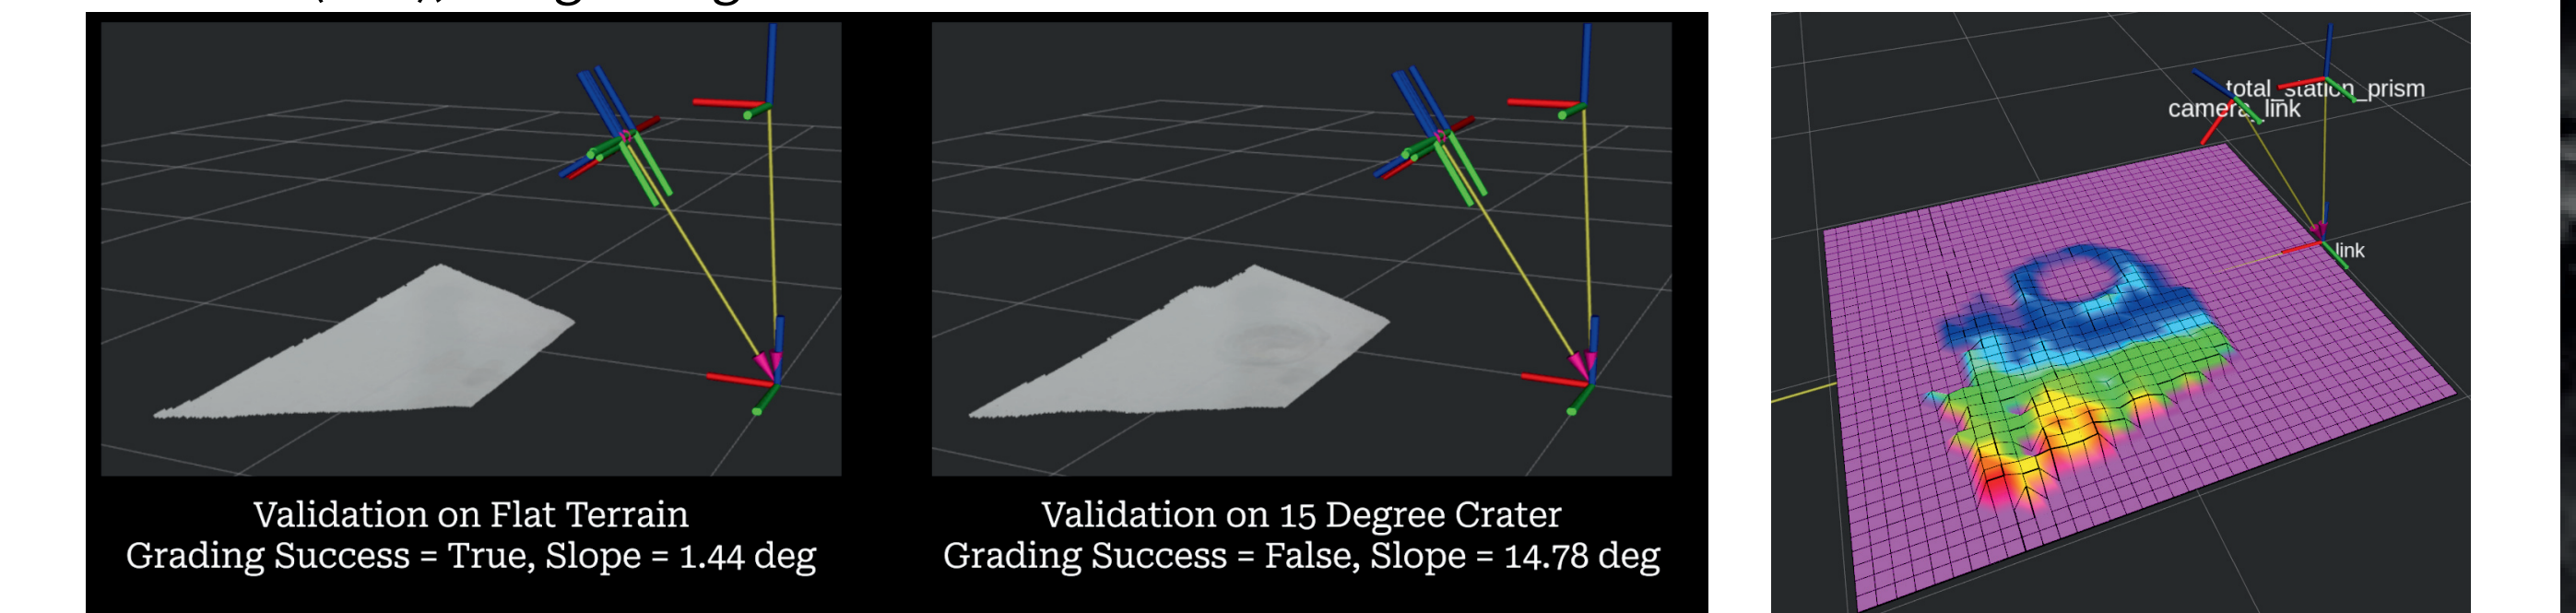 Validation on Flat Terrain
Grading Success = True, Slope = 1.44 deg
Validation on 15 Degree Crater
Grading Success = False, Slope = 14.78 deg
total_station_prism
camera_link
link